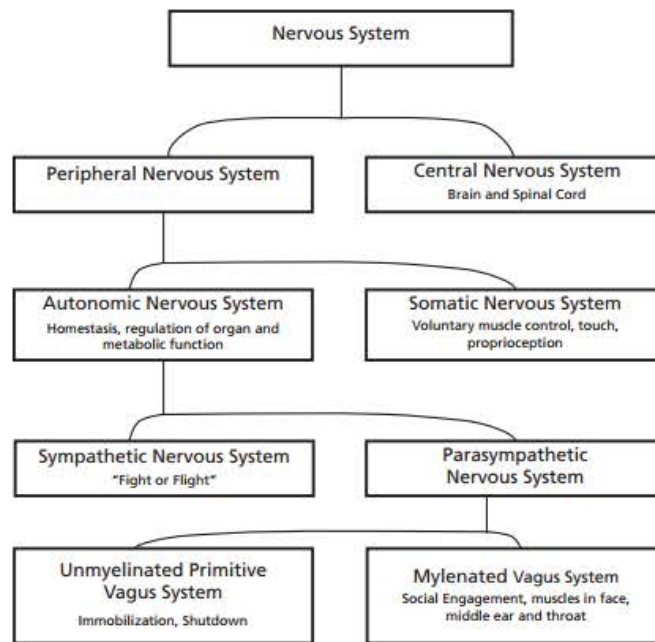 Nervous System
Peripheral Nervous System
Central Nervous System
Brain and Spinal Cord
Autonomic Nervous System
Homestasis, regulation of organ and
metabolic function
Somatic Nervous System
Voluntary muscle control, touch,
proprioception
Sympathetic Nervous System
"Fight or Flight"
Parasympathetic
Nervous System
Unmyelinated Primitive
Vagus System
Immobilization, Shutdown
Mylenated Vagus System
Social Engagement, muscles in face,
middle ear and throat